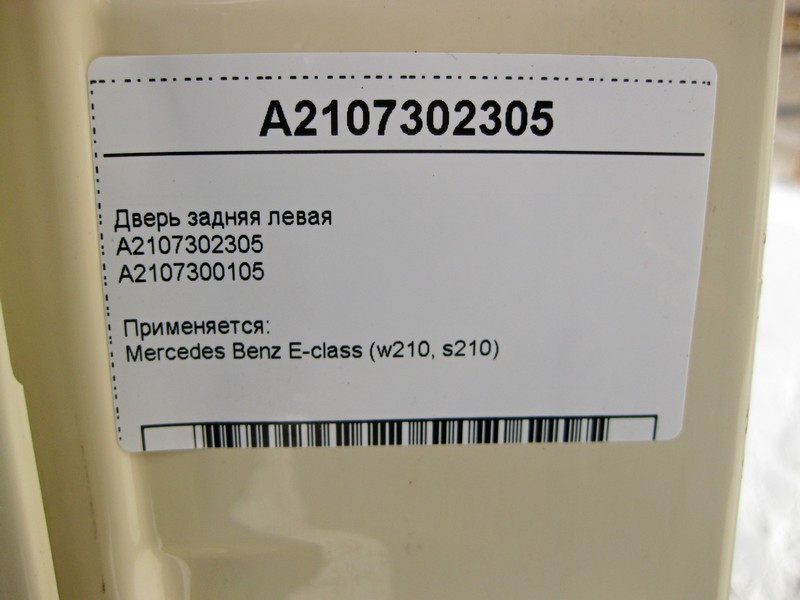 A2107302305
Дверь задняя левая
A2107302305
A2107300105
Применяется:
Mercedes Benz E-class (w210, s210)